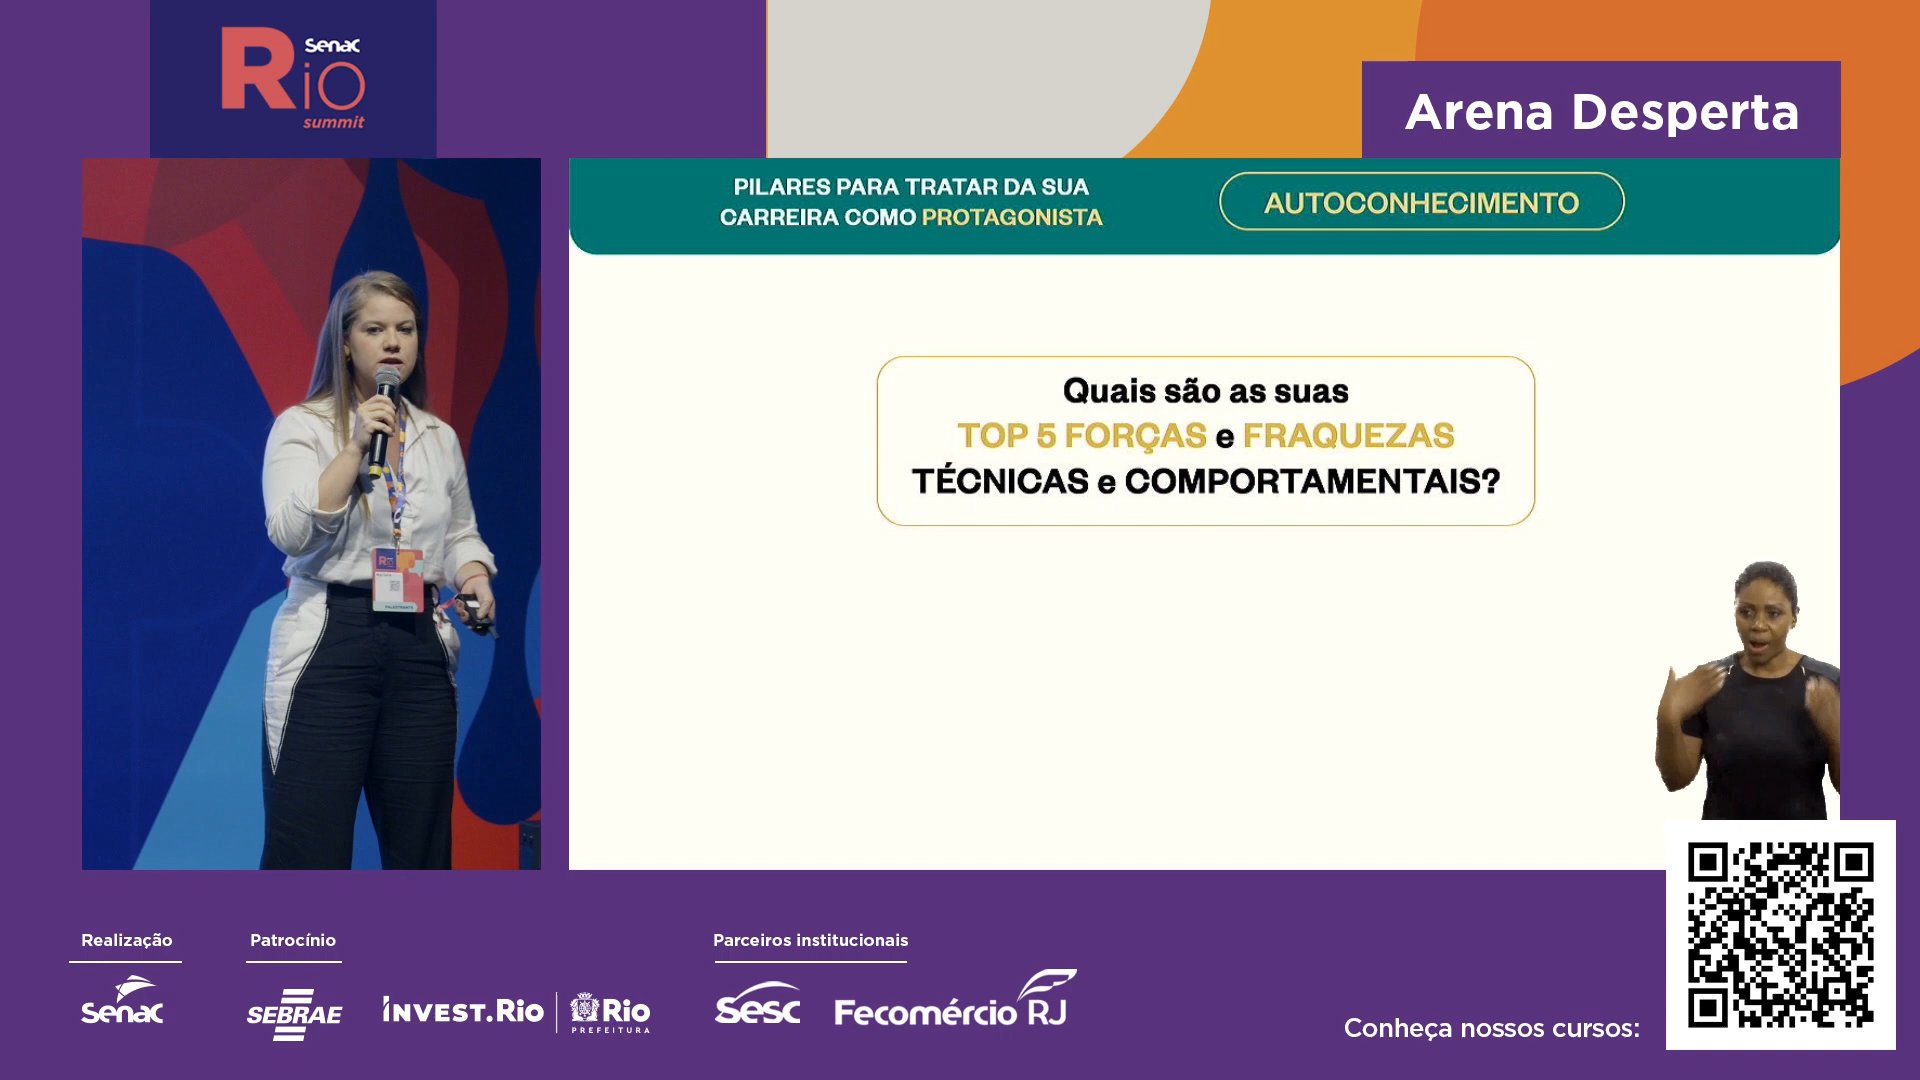 Senac
Rio
summit
Arena Desperta
PILARES PARA TRATAR DA SUA
CARREIRA COMO PROTAGONISTA
AUTOCONHECIMENTO
Quais são as suas
TOP 5 FORÇAS e FRAQUEZAS
TÉCNICAS e COMPORTAMENTAIS?
PALESTRANTE
Realização
Patrocínio
Parceiros institucionais
Senac
SEBRAE
INVEST.Rio
Rio
PREFEITURA
Sesc
Fecomércio RJ
Conheça nossos cursos: